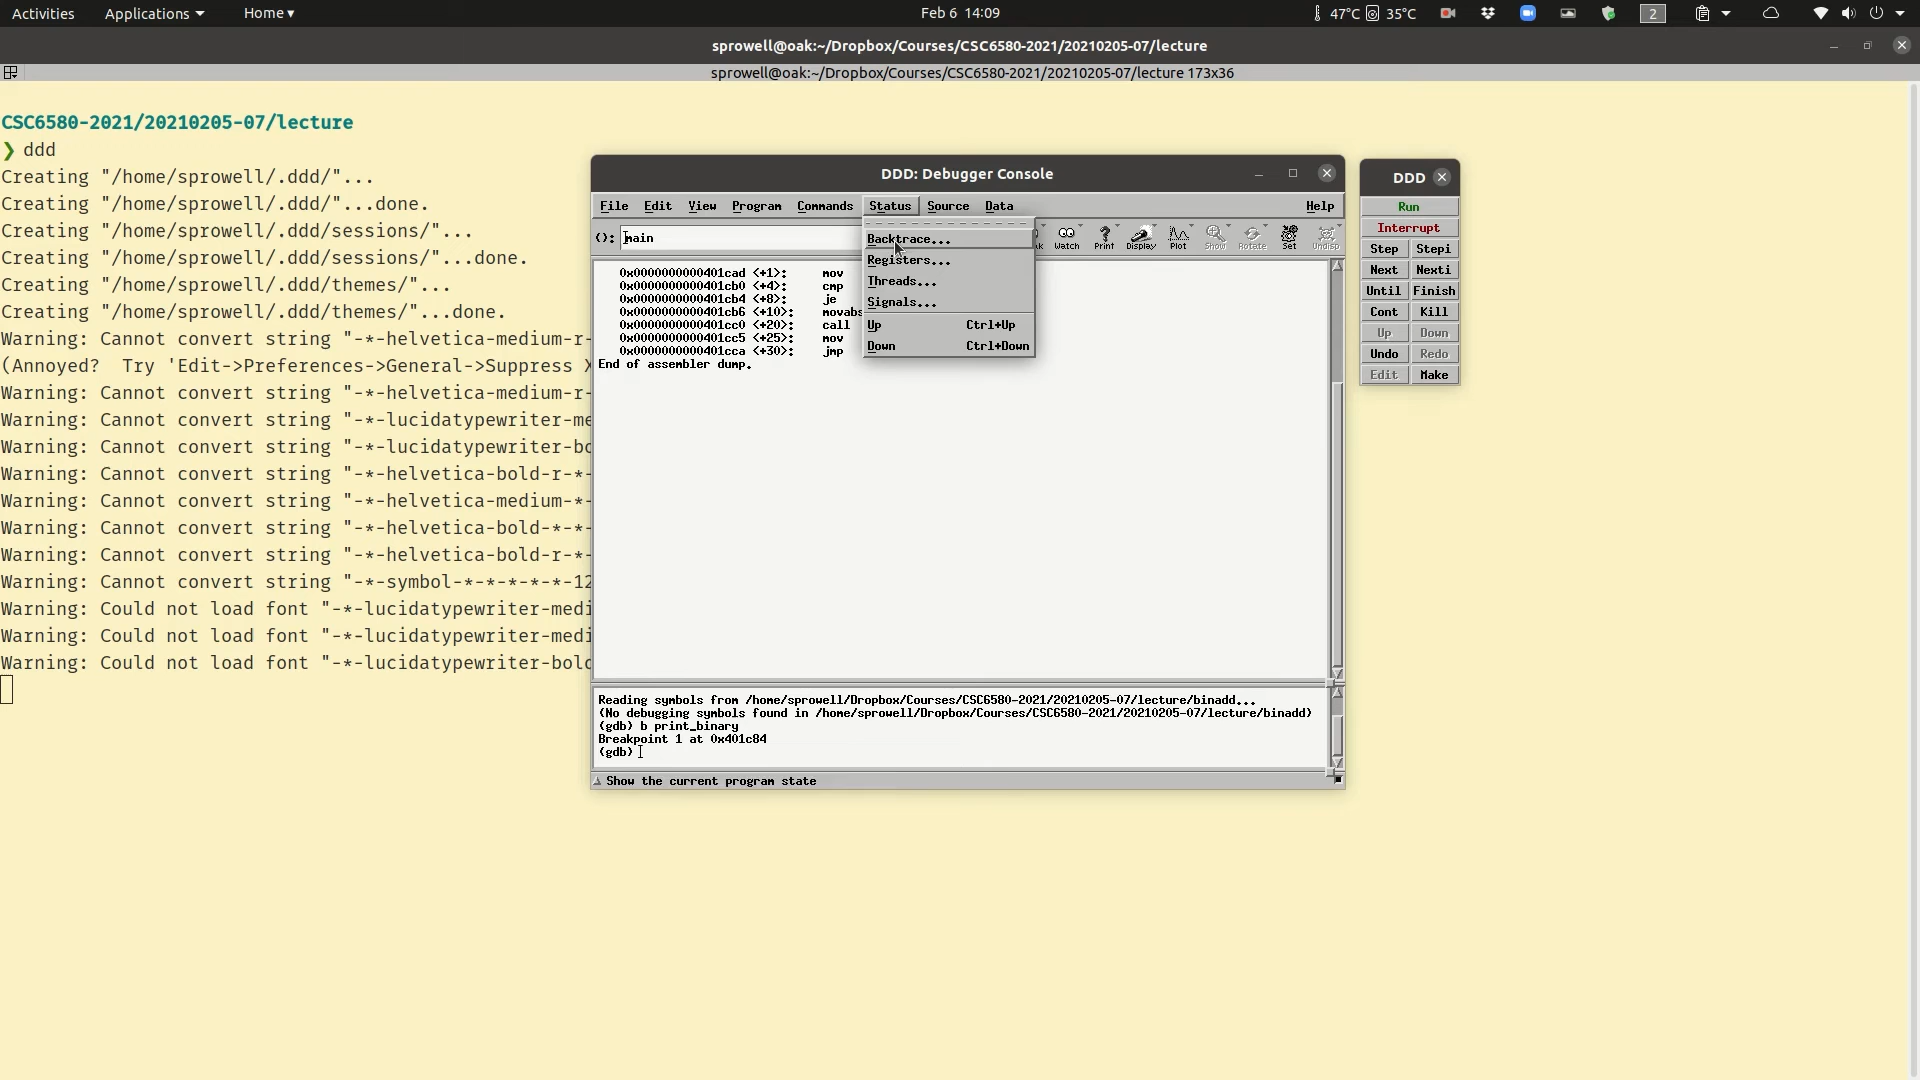 Activities Applications Home Feb 6 14:09 47°C 35°C 2
sprowell@oak:~/Dropbox/Courses/CSC6580-2021/20210205-07/lecture
sprowell@oak:~/Dropbox/Courses/CSC6580-2021/20210205-07/lecture 173x36
CSC6580-2021/20210205-07/lecture
❯ ddd
Creating "/home/sprowell/.ddd/"...
Creating "/home/sprowell/.ddd/"...done.
Creating "/home/sprowell/.ddd/sessions/"...
Creating "/home/sprowell/.ddd/sessions/"...done.
Creating "/home/sprowell/.ddd/themes/"...
Creating "/home/sprowell/.ddd/themes/"...done.
Warning: Cannot convert string "-*-helvetica-medium-r-
(Annoyed? Try 'Edit->Preferences->General->Suppress X
Warning: Cannot convert string "-*-helvetica-medium-r-
Warning: Cannot convert string "-*-lucidatypewriter-me
Warning: Cannot convert string "-*-lucidatypewriter-bo
Warning: Cannot convert string "-*-helvetica-bold-r-*-
Warning: Cannot convert string "-*-helvetica-medium-*-
Warning: Cannot convert string "-*-helvetica-bold-*-*-
Warning: Cannot convert string "-*-helvetica-bold-r-*-
Warning: Cannot convert string "-*-symbol-*-*-*-*-*-12
Warning: Could not load font "-*-lucidatypewriter-medi
Warning: Could not load font "-*-lucidatypewriter-medi
Warning: Could not load font "-*-lucidatypewriter-bold
DDD: Debugger Console
File Edit View Program Commands Status Source Data Help
(): main
Watch Print Display Plot Show Rotate Set Undisp
Backtrace...
Registers...
Threads...
Signals...
Up Ctrl+Up
Down Ctrl+Down
0x0000000000401cad <+1>: mov
0x0000000000401cb0 <+4>: cmp
0x0000000000401cb4 <+8>: je
0x0000000000401cb6 <+10>: movabs
0x0000000000401cc0 <+20>: call
0x0000000000401cc5 <+25>: mov
0x0000000000401cca <+30>: jmp
End of assembler dump.
Reading symbols from /home/sprowell/Dropbox/Courses/CSC6580-2021/20210205-07/lecture/binadd...
(No debugging symbols found in /home/sprowell/Dropbox/Courses/CSC6580-2021/20210205-07/lecture/binadd)
(gdb) b print_binary
Breakpoint 1 at 0x401c84
(gdb)
Show the current program state
DDD
Run
Interrupt
Step Stepi
Next Nexti
Until Finish
Cont Kill
Up Down
Undo Redo
Edit Make